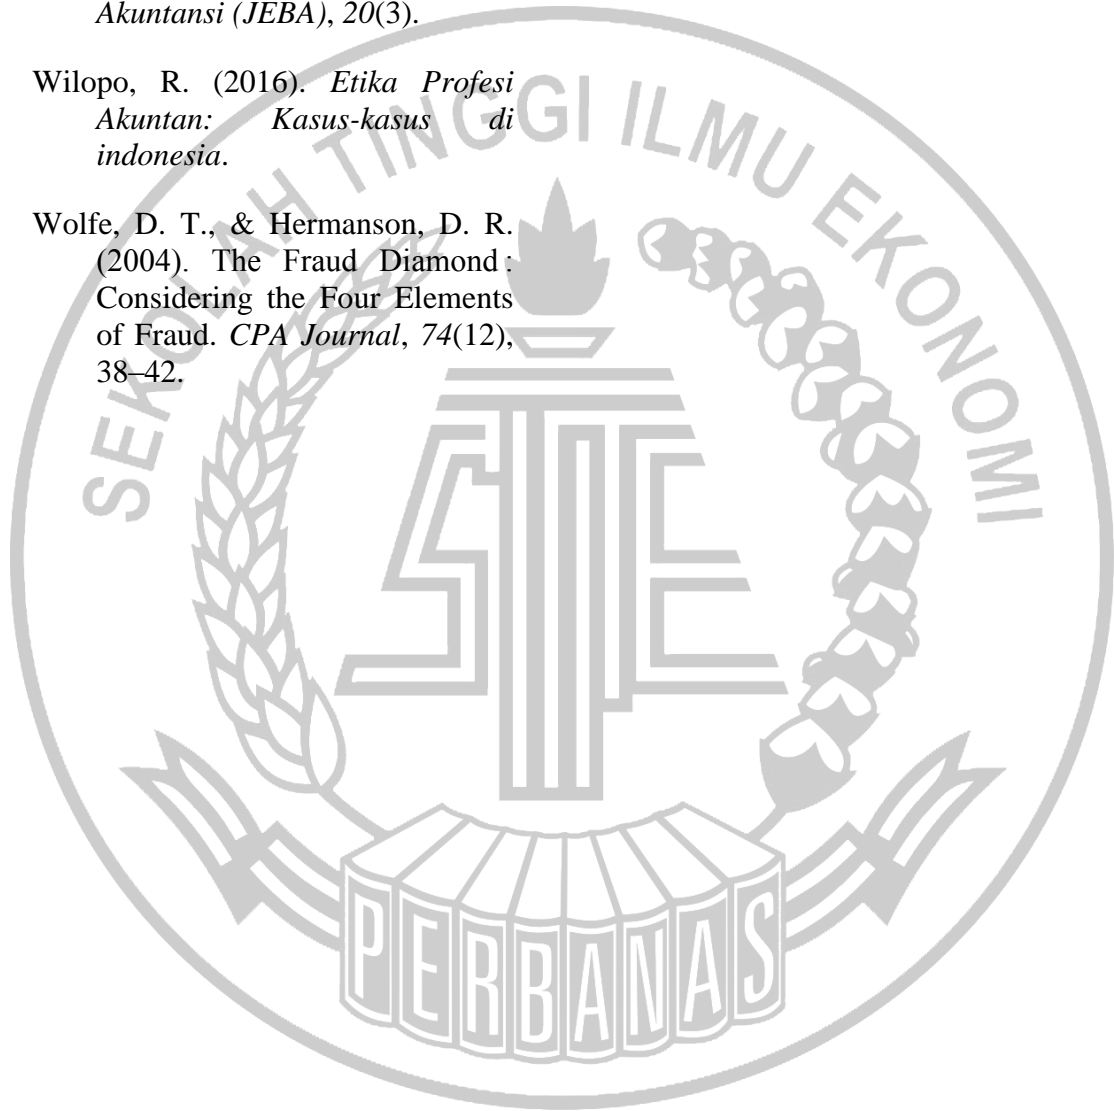 Akuntansi (JEBA), 20(3).
Wilopo, R. (2016). Etika Profesi
Akuntan: Kasus-kasus di
indonesia.
Wolfe, D. T., & Hermanson, D. R.
(2004). The Fraud Diamond :
Considering the Four Elements
of Fraud. CPA Journal, 74(12),
38–42.
SEKOLAH TINGGI ILMU EKONOMI
STIE
PERBANAS